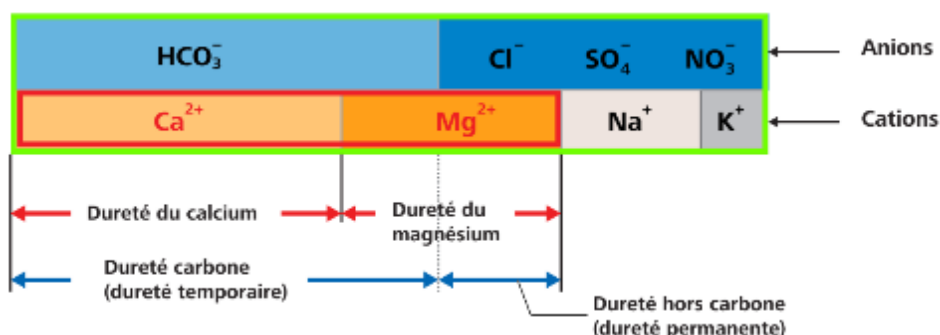 HCO₃⁻ Cl⁻ SO₄⁻ NO₃⁻ Anions
Ca²⁺ Mg²⁺ Na⁺ K⁺ Cations
Dureté du calcium
Dureté du
magnésium
Dureté carbone
(dureté temporaire)
Dureté hors carbone
(dureté permanente)